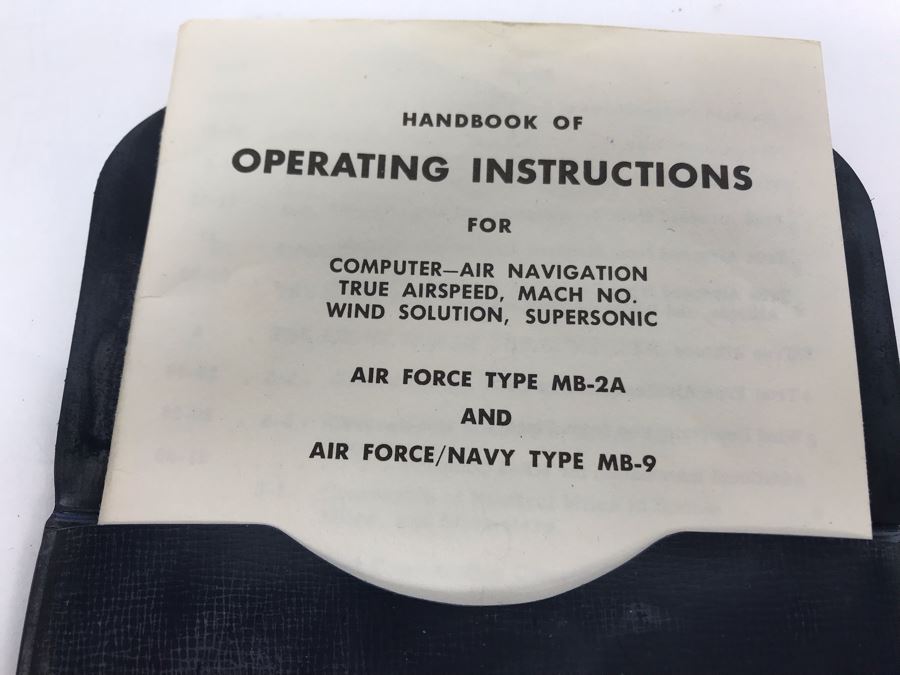 HANDBOOK OF
OPERATING INSTRUCTIONS
FOR
COMPUTER—AIR NAVIGATION
TRUE AIRSPEED, MACH NO.
WIND SOLUTION, SUPERSONIC
AIR FORCE TYPE MB-2A
AND
AIR FORCE/NAVY TYPE MB-9